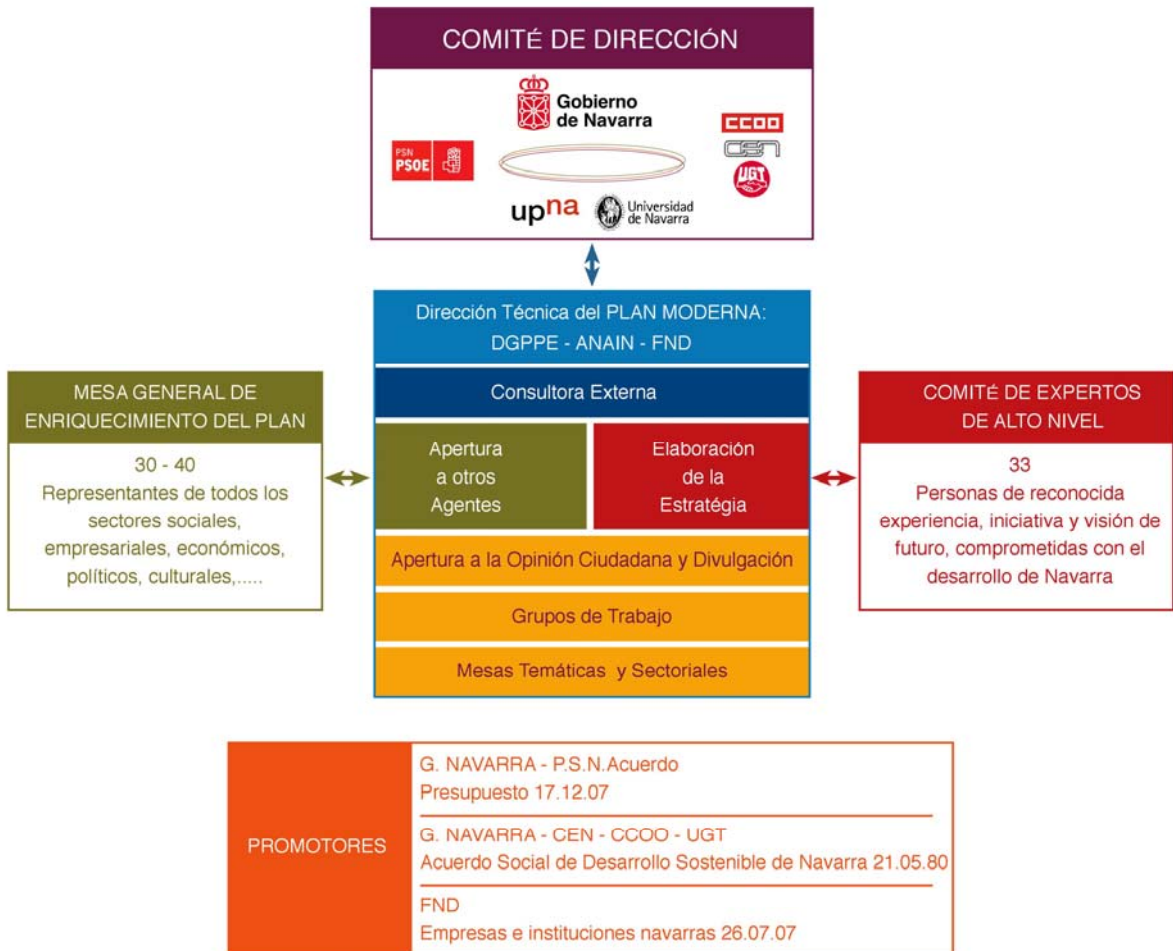 COMITÉ DE DIRECCIÓN
Gobierno
de Navarra
PSN
PSOE
CCOO
UGT
upna
Universidad
de Navarra
Dirección Técnica del PLAN MODERNA:
DGPPE - ANAIN - FND
Consultora Externa
MESA GENERAL DE
ENRIQUECIMIENTO DEL PLAN
30 - 40
Representantes de todos los
sectores sociales,
empresariales, económicos,
políticos, culturales,.....
Apertura
a otros
Agentes
Elaboración
de la
Estratégia
COMITÉ DE EXPERTOS
DE ALTO NIVEL
33
Personas de reconocida
experiencia, iniciativa y visión de
futuro, comprometidas con el
desarrollo de Navarra
Apertura a la Opinión Ciudadana y Divulgación
Grupos de Trabajo
Mesas Temáticas y Sectoriales
PROMOTORES
G. NAVARRA - P.S.N.Acuerdo
Presupuesto 17.12.07
G. NAVARRA - CEN - CCOO - UGT
Acuerdo Social de Desarrollo Sostenible de Navarra 21.05.80
FND
Empresas e instituciones navarras 26.07.07